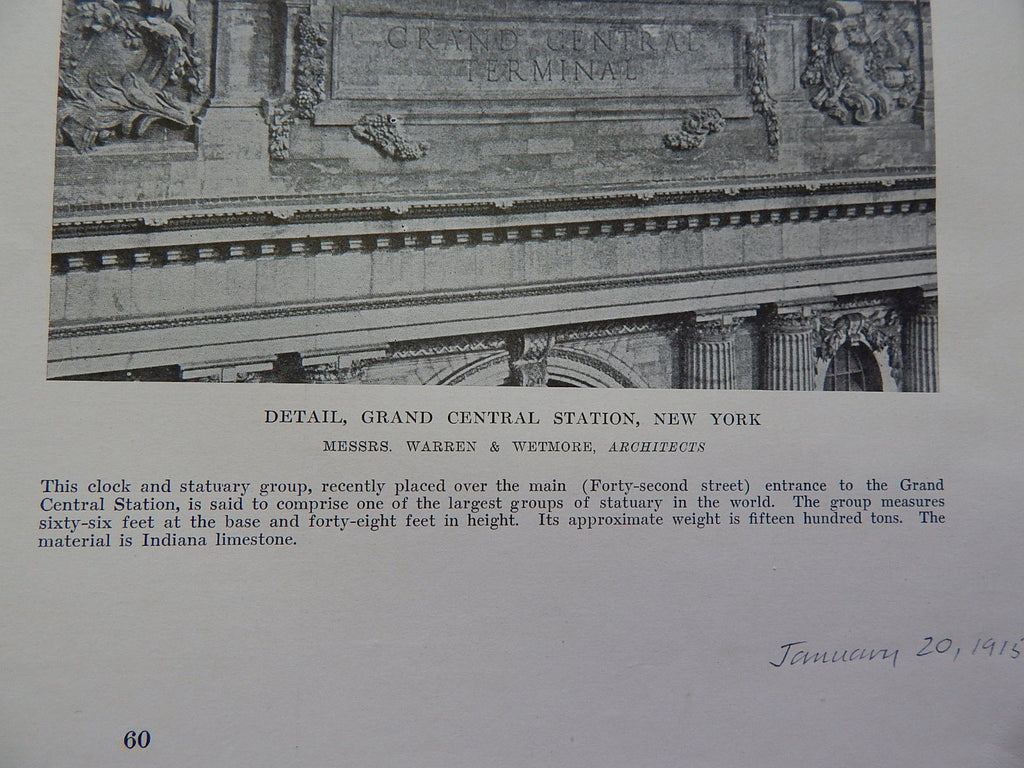 GRAND CENTRAL
TERMINAL
DETAIL, GRAND CENTRAL STATION, NEW YORK
MESSRS. WARREN & WETMORE, ARCHITECTS
This clock and statuary group, recently placed over the main (Forty-second street) entrance to the Grand
Central Station, is said to comprise one of the largest groups of statuary in the world. The group measures
sixty-six feet at the base and forty-eight feet in height. Its approximate weight is fifteen hundred tons. The
material is Indiana limestone.
January 20, 1915
60